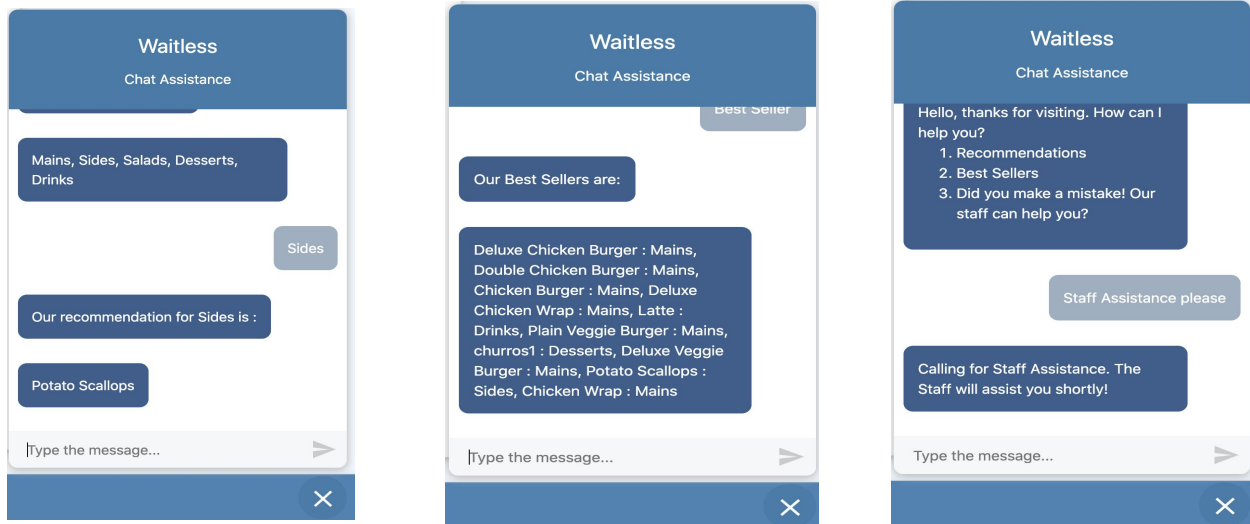 Waitless
Chat Assistance
Mains, Sides, Salads, Desserts,
Drinks
Sides
Our recommendation for Sides is :
Potato Scallops
Type the message...
Waitless
Chat Assistance
Best Seller
Our Best Sellers are:
Deluxe Chicken Burger : Mains,
Double Chicken Burger : Mains,
Chicken Burger : Mains, Deluxe
Chicken Wrap : Mains, Latte :
Drinks, Plain Veggie Burger : Mains,
churros1 : Desserts, Deluxe Veggie
Burger : Mains, Potato Scallops :
Sides, Chicken Wrap : Mains
Type the message...
Waitless
Chat Assistance
Hello, thanks for visiting. How can I
help you?
1. Recommendations
2. Best Sellers
3. Did you make a mistake! Our
staff can help you?
Staff Assistance please
Calling for Staff Assistance. The
Staff will assist you shortly!
Type the message...